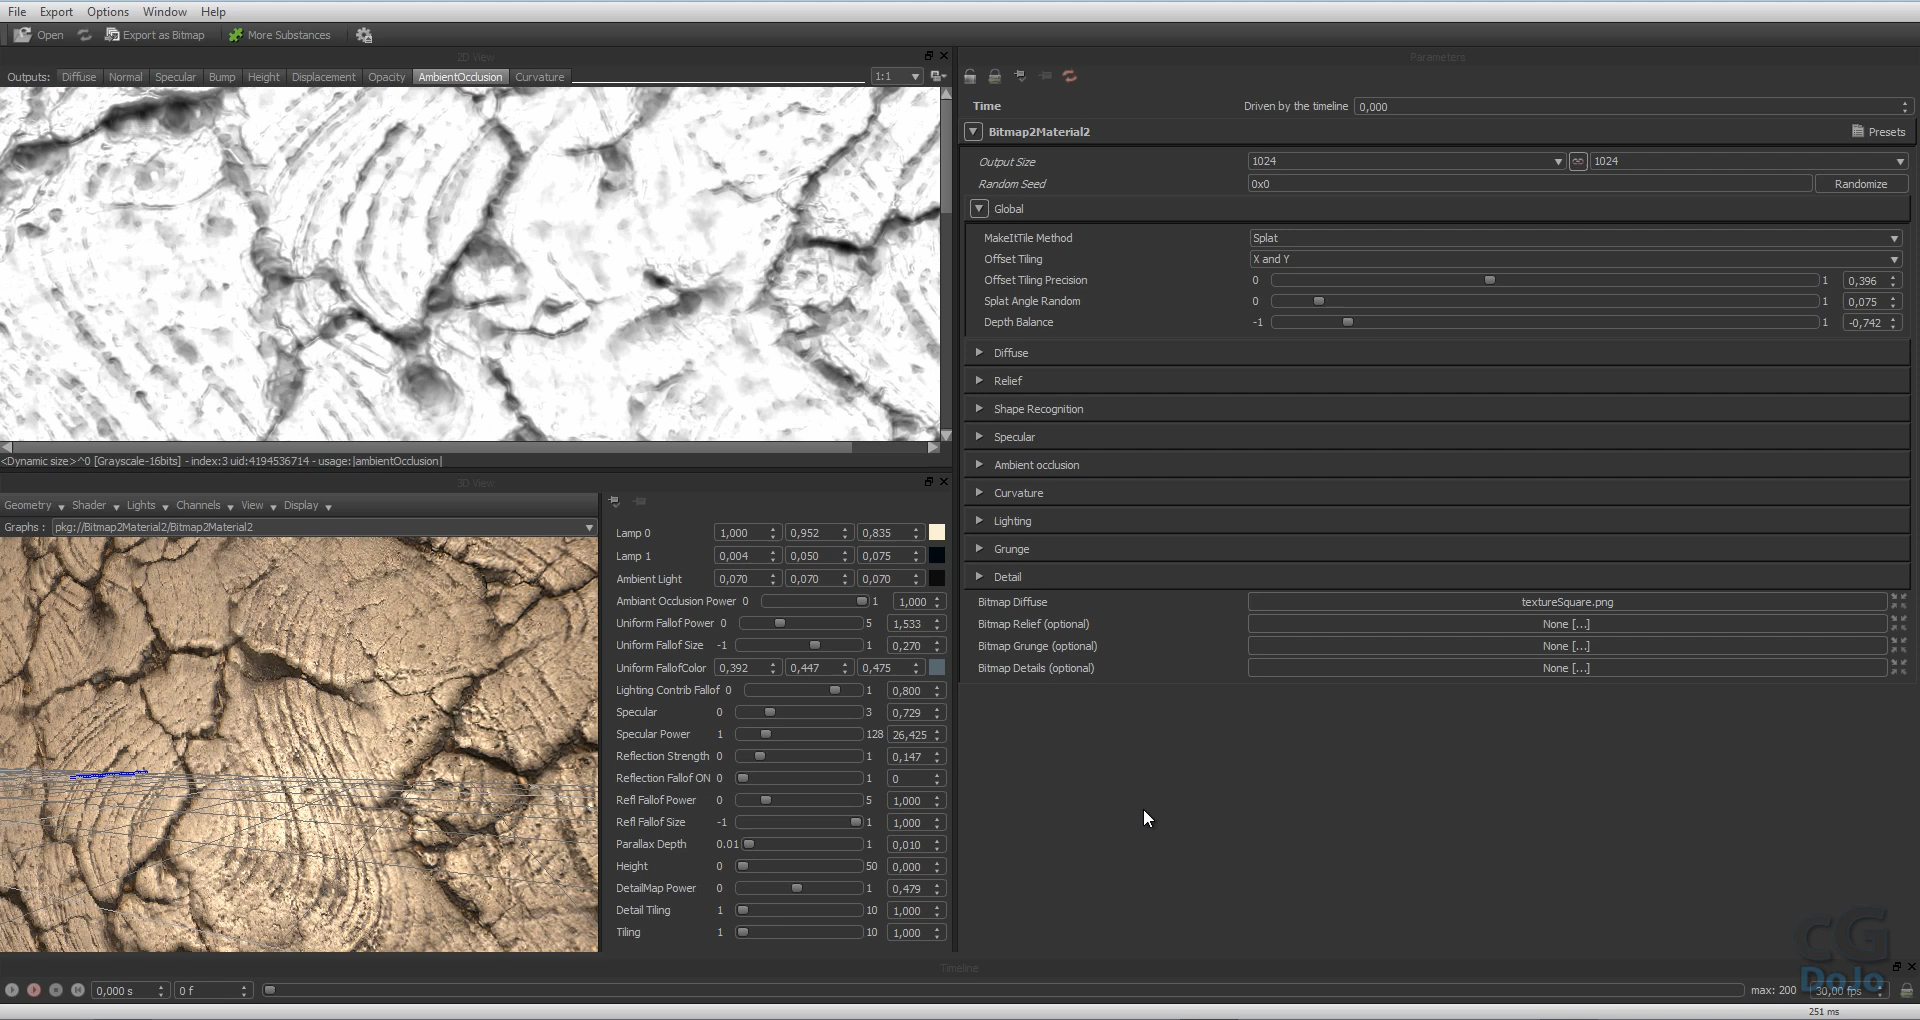 File Export Options Window Help
Open Export as Bitmap More Substances
2D View
Outputs: Diffuse Normal Specular Bump Height Displacement Opacity AmbientOcclusion Curvature 1:1
<Dynamic size>^0 [Grayscale-16bits] - index:3 uid:4194536714 - usage:|ambientOcclusion|
3D View
Geometry Shader Lights Channels View Display
Graphs : pkg://Bitmap2Material2/Bitmap2Material2
Lamp 0 1,000 0,952 0,835
Lamp 1 0,004 0,050 0,075
Ambient Light 0,070 0,070 0,070
Ambiant Occlusion Power 0 1 1,000
Uniform Fallof Power 0 5 1,533
Uniform Fallof Size -1 1 0,270
Uniform FallofColor 0,392 0,447 0,475
Lighting Contrib Fallof 0 1 0,800
Specular 0 3 0,729
Specular Power 1 128 26,425
Reflection Strength 0 1 0,147
Reflection Fallof ON 0 1 0
Refl Fallof Power 0 5 1,000
Refl Fallof Size -1 1 1,000
Parallax Depth 0.01 1 0,010
Height 0 50 0,000
DetailMap Power 0 1 0,479
Detail Tiling 1 10 1,000
Tiling 1 10 1,000
Parameters
Time Driven by the timeline 0,000
Bitmap2Material2 Presets
Output Size 1024 1024
Random Seed 0x0 Randomize
Global
MakeItTile Method Splat
Offset Tiling X and Y
Offset Tiling Precision 0 1 0,396
Splat Angle Random 0 1 0,075
Depth Balance -1 1 -0,742
Diffuse
Relief
Shape Recognition
Specular
Ambient occlusion
Curvature
Lighting
Grunge
Detail
Bitmap Diffuse textureSquare.png
Bitmap Relief (optional) None [...]
Bitmap Grunge (optional) None [...]
Bitmap Details (optional) None [...]
Timeline
0,000 s 0 f max: 200 30,00 fps
251 ms
CG
DoJo